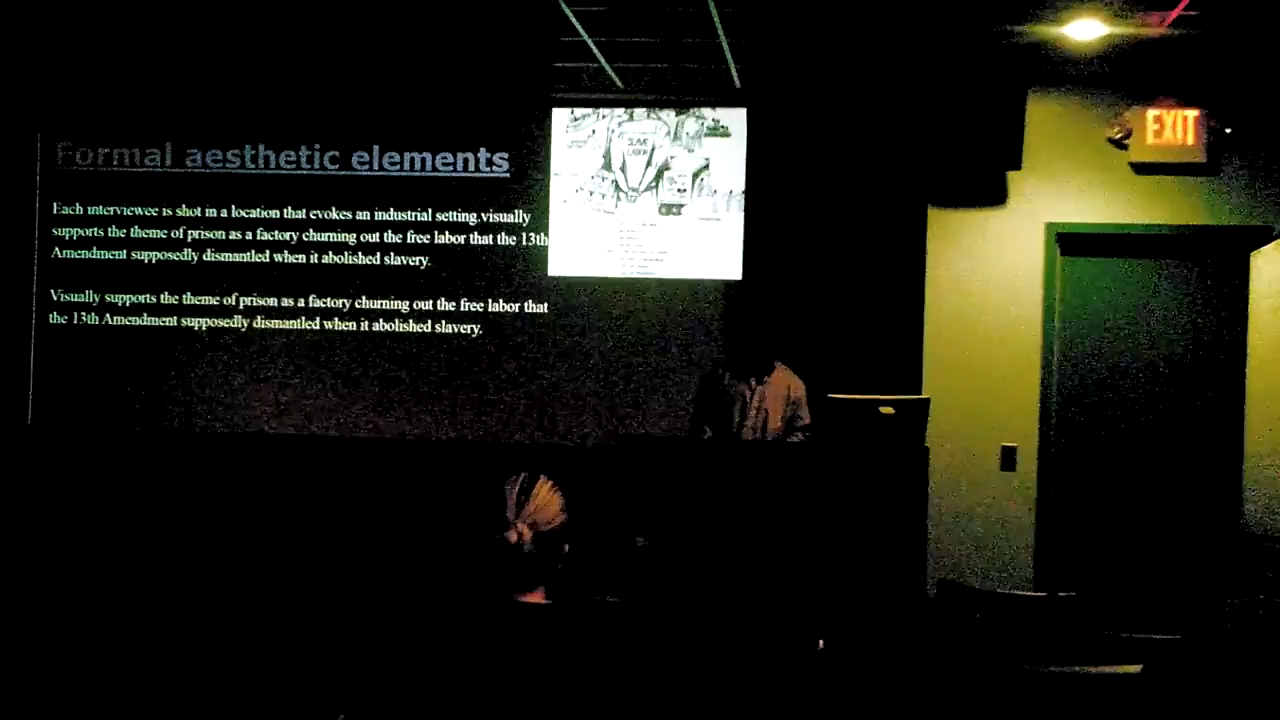 Formal aesthetic elements
Each interviewee is shot in a location that evokes an industrial setting.visually
supports the theme of prison as a factory churning out the free labor that the 13th
Amendment supposedly dismantled when it abolished slavery.
Visually supports the theme of prison as a factory churning out the free labor that
the 13th Amendment supposedly dismantled when it abolished slavery.
SLAVE
LABOR
EXIT